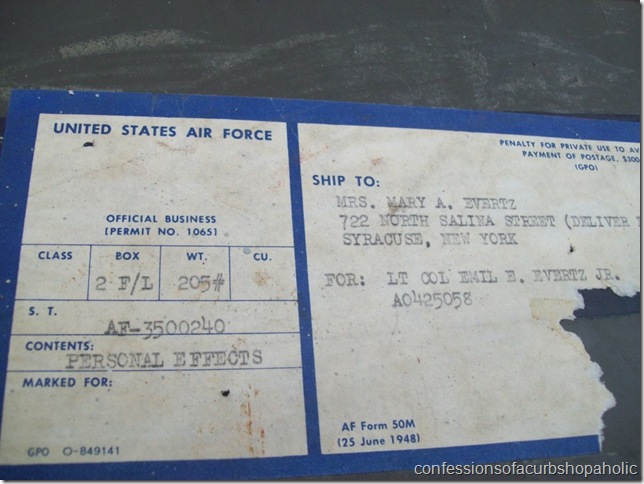 UNITED STATES AIR FORCE
OFFICIAL BUSINESS
[PERMIT NO. 1065]
CLASS BOX WT. CU.
2 F/L 205#
S. T.
AF-3500240
CONTENTS:
PERSONAL EFFECTS
MARKED FOR:
GPO O-849141
PENALTY FOR PRIVATE USE TO AV
PAYMENT OF POSTAGE, $300
(GPO)
SHIP TO:
MRS. MARY A. EVERTZ
722 NORTH SALINA STREET (DELIVER
SYRACUSE, NEW YORK
FOR: LT COL EMIL E. EVERTZ JR.
AO425058
AF Form 50M
(25 June 1948)
confessionsofacurbshopaholic